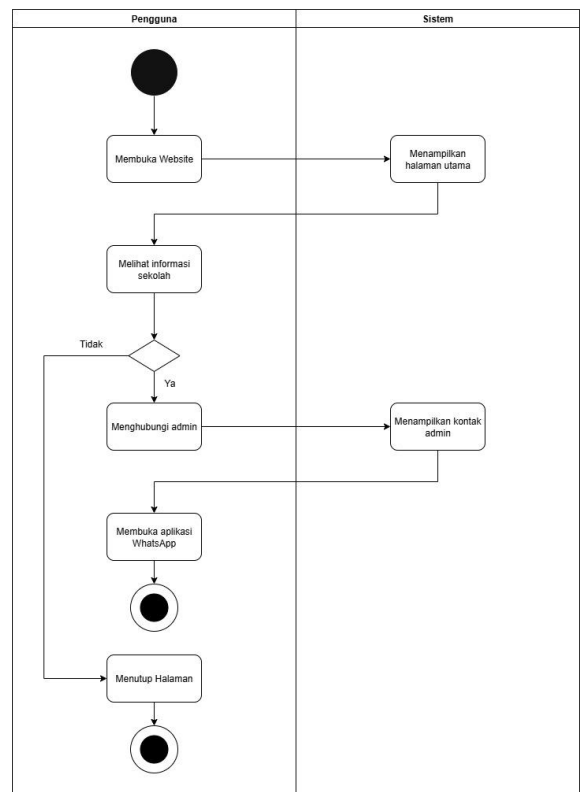 Pengguna
Sistem
Membuka Website
Menampilkan
halaman utama
Melihat informasi
sekolah
Tidak
Ya
Menghubungi admin
Menampilkan kontak
admin
Membuka aplikasi
WhatsApp
Menutup Halaman